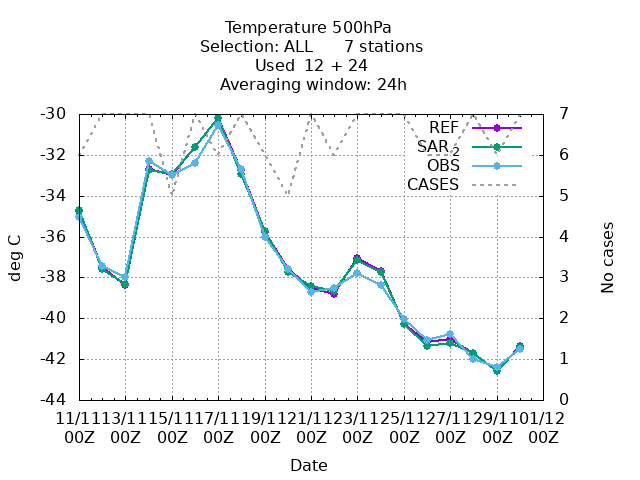 Temperature 500hPa
Selection: ALL 7 stations
Used 12 + 24
Averaging window: 24h
-30
-32
-34
-36
-38
-40
-42
-44
deg C
7
6
5
4
3
2
1
0
No cases
REF
SAR_2
OBS
CASES
11/11 13/11 15/11 17/11 19/11 21/11 23/11 25/11 27/11 29/11 01/12
00Z 00Z 00Z 00Z 00Z 00Z 00Z 00Z 00Z 00Z 00Z
Date